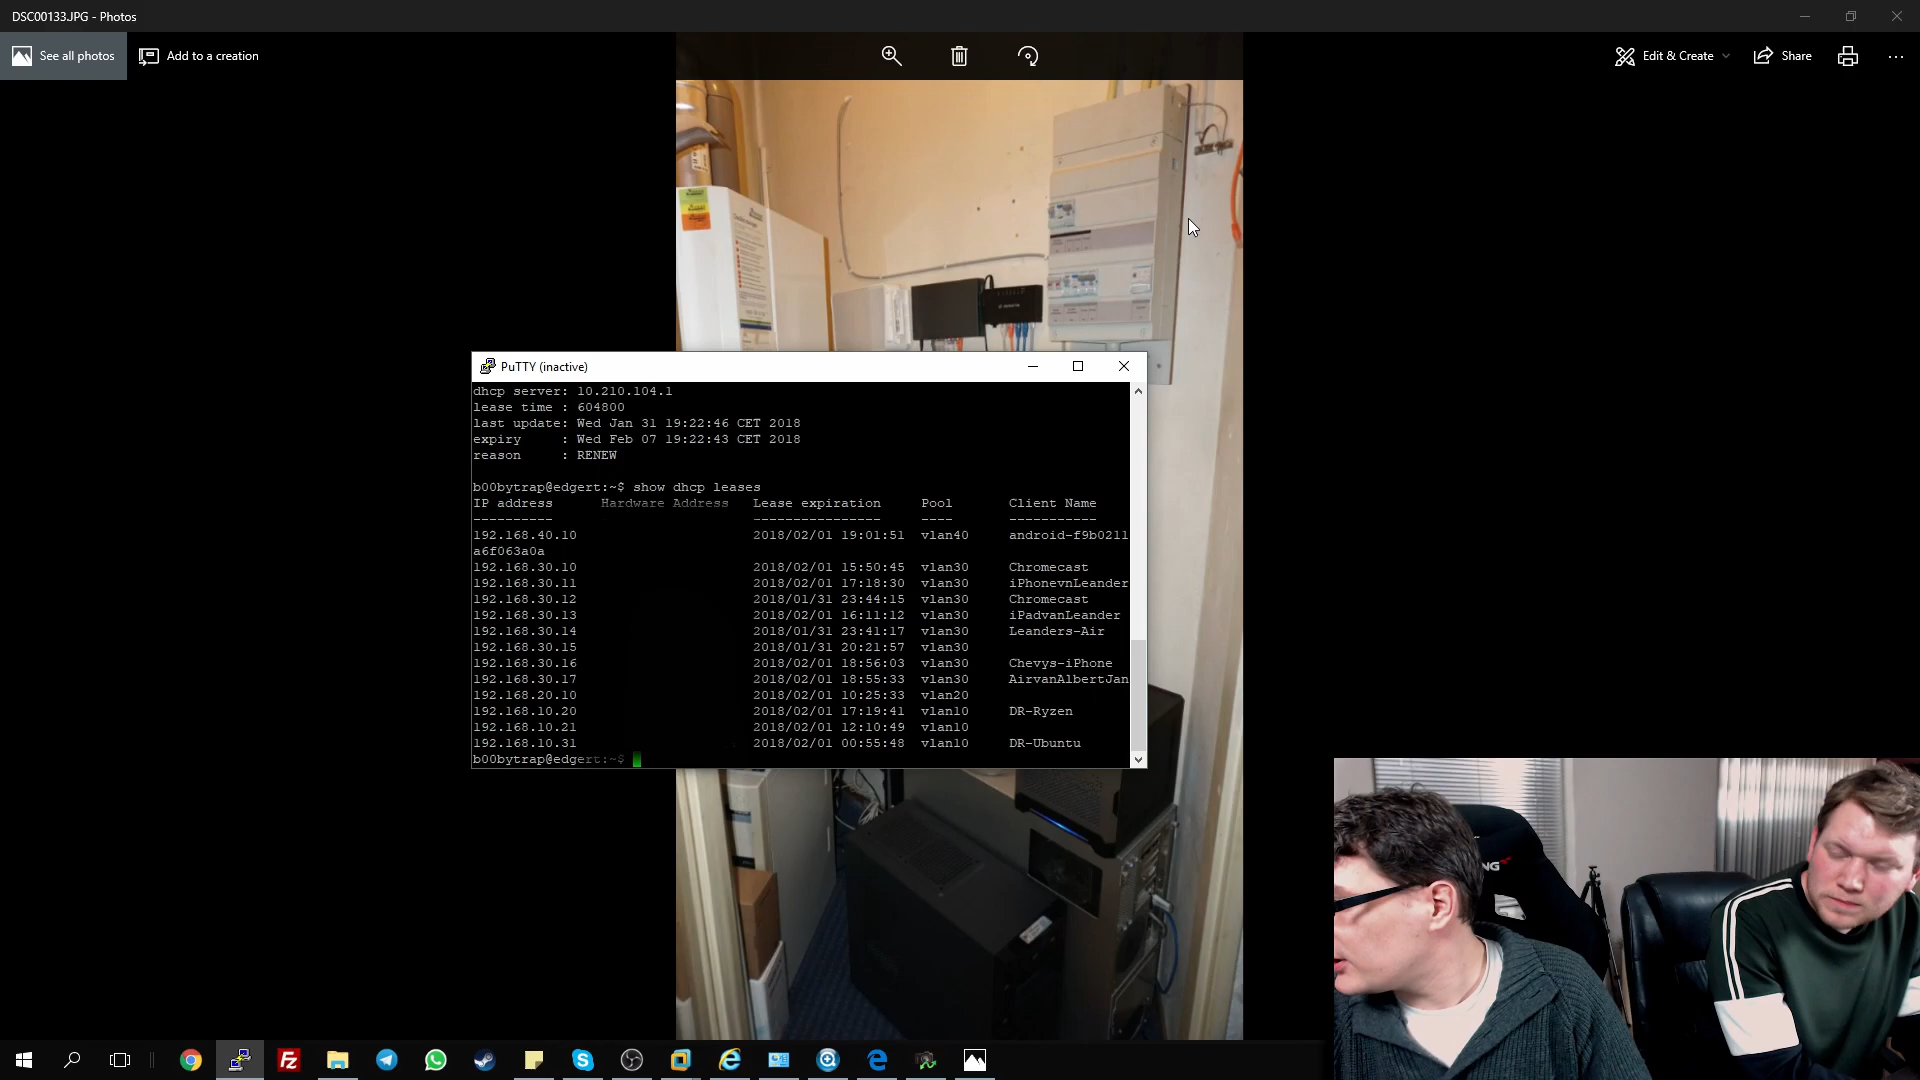 DSC00133.JPG - Photos
See all photos
Add to a creation
Edit & Create
Share
PuTTY (inactive)
dhcp server: 10.210.104.1
lease time : 604800
last update: Wed Jan 31 19:22:46 CET 2018
expiry : Wed Feb 07 19:22:43 CET 2018
reason : RENEW
b00bytrap@edgert:~$ show dhcp leases
IP address Hardware Address Lease expiration Pool Client Name
---------- ---------------- ---- -----------
192.168.40.10 2018/02/01 19:01:51 vlan40 android-f9b0211
a6f063a0a
192.168.30.10 2018/02/01 15:50:45 vlan30 Chromecast
192.168.30.11 2018/02/01 17:18:30 vlan30 iPhonevnLeander
192.168.30.12 2018/01/31 23:44:15 vlan30 Chromecast
192.168.30.13 2018/02/01 16:11:12 vlan30 iPadvanLeander
192.168.30.14 2018/01/31 23:41:17 vlan30 Leanders-Air
192.168.30.15 2018/01/31 20:21:57 vlan30
192.168.30.16 2018/02/01 18:56:03 vlan30 Chevys-iPhone
192.168.30.17 2018/02/01 18:55:33 vlan30 AirvanAlbertJan
192.168.20.10 2018/02/01 10:25:33 vlan20
192.168.10.20 2018/02/01 17:19:41 vlan10 DR-Ryzen
192.168.10.21 2018/02/01 12:10:49 vlan10
192.168.10.31 2018/02/01 00:55:48 vlan10 DR-Ubuntu
b00bytrap@edgert:~$